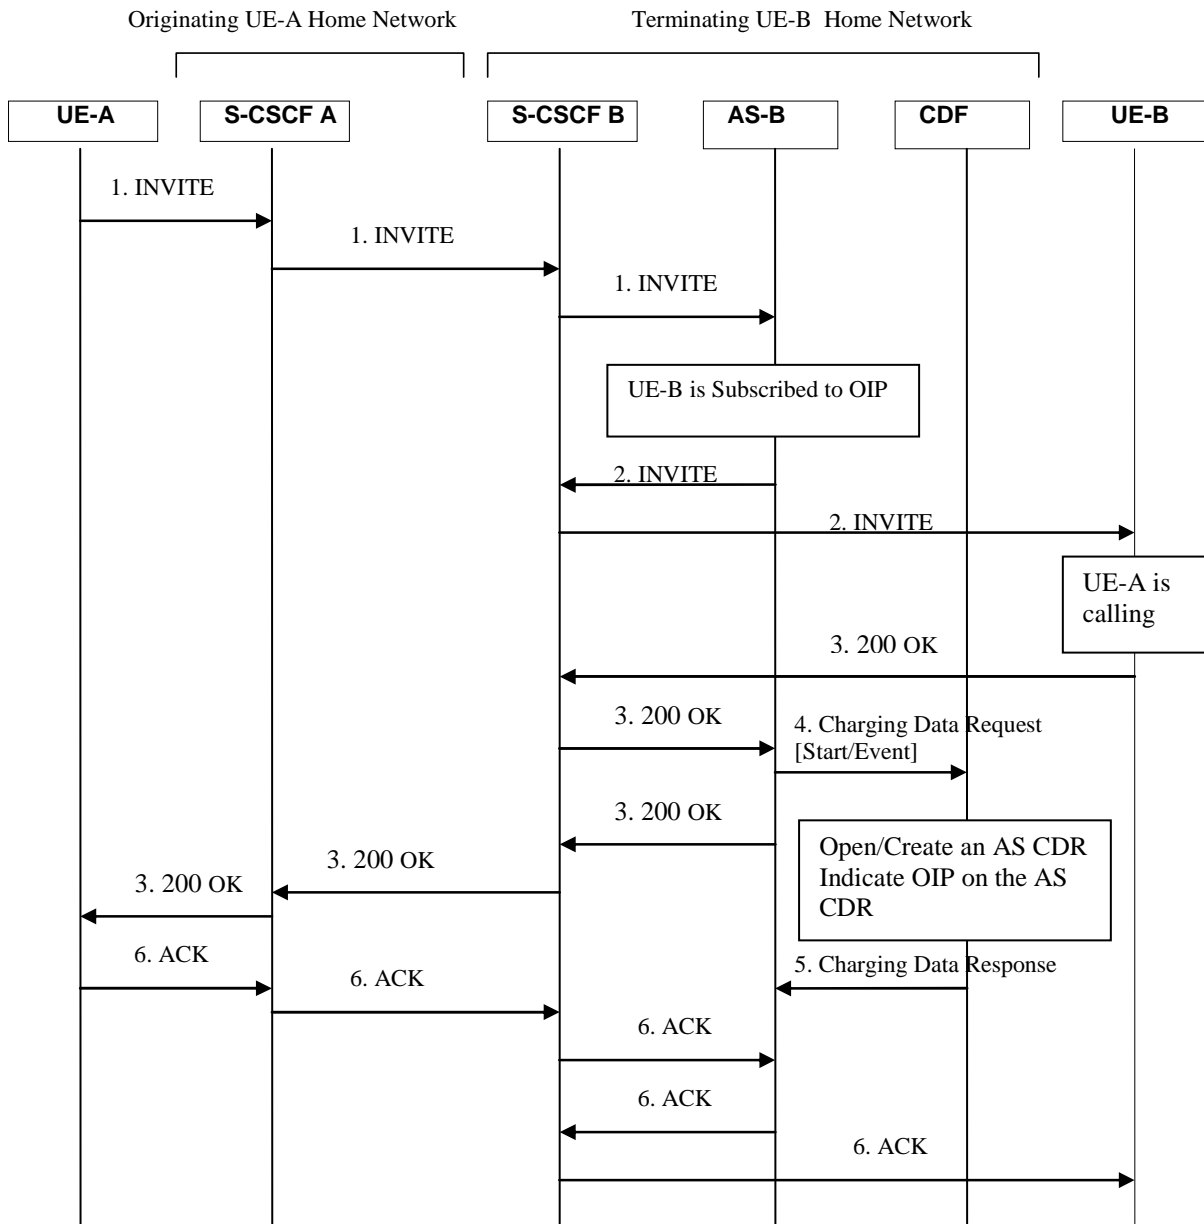 Originating UE-A Home Network
Terminating UE-B Home Network
UE-A
S-CSCF A
S-CSCF B
AS-B
CDF
UE-B
1. INVITE
1. INVITE
1. INVITE
UE-B is Subscribed to OIP
2. INVITE
2. INVITE
UE-A is
calling
3. 200 OK
3. 200 OK
4. Charging Data Request
[Start/Event]
3. 200 OK
Open/Create an AS CDR
Indicate OIP on the AS
CDR
3. 200 OK
3. 200 OK
6. ACK
5. Charging Data Response
6. ACK
6. ACK
6. ACK
6. ACK